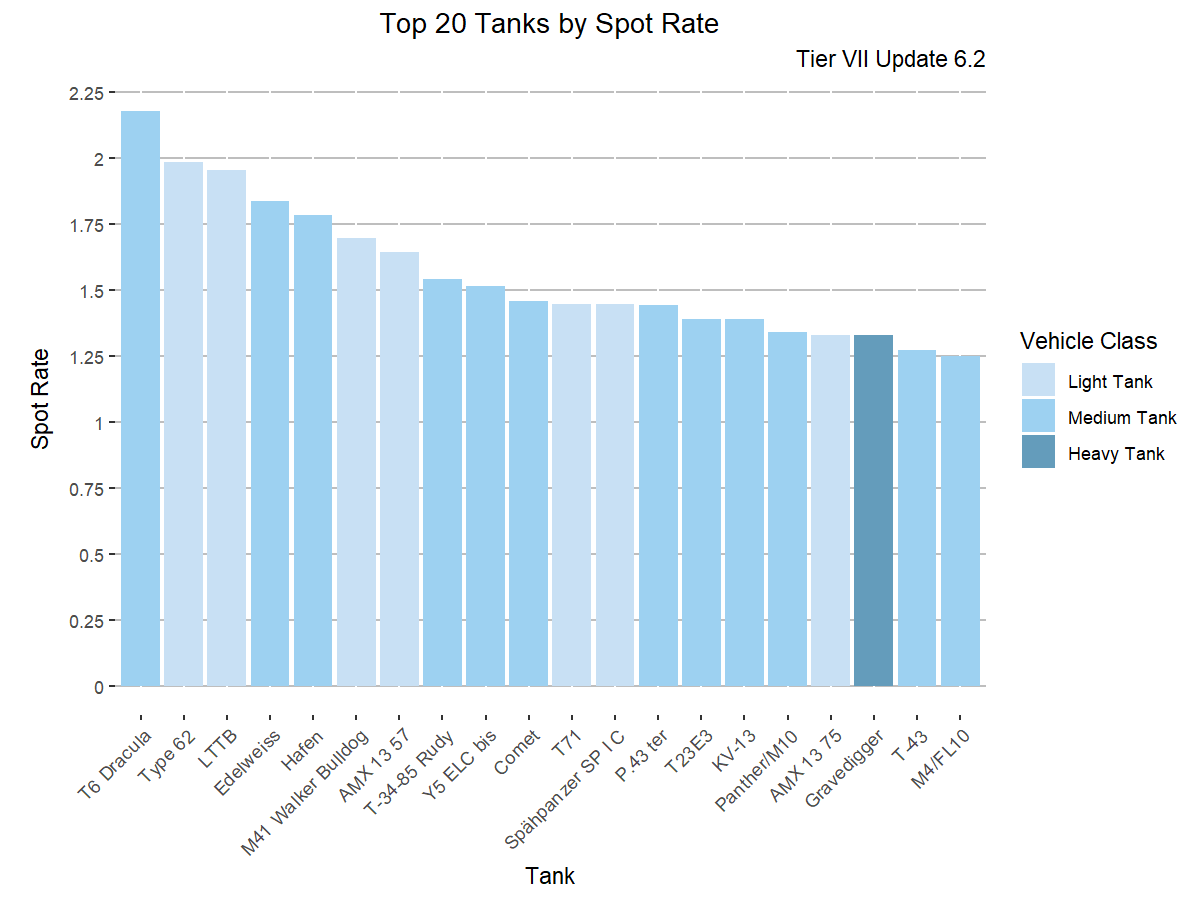 Top 20 Tanks by Spot Rate
Tier VII Update 6.2
2.25
2
1.75
1.5
1.25
1
0.75
0.5
0.25
0
Spot Rate
T6 Dracula
Type 62
LTTB
Edelweiss
Hafen
M41 Walker Bulldog
AMX 13 57
T-34-85 Rudy
Y5 ELC bis
Comet
T71
Spähpanzer SP I C
P.43 ter
T23E3
KV-13
Panther/M10
AMX 13 75
Gravedigger
T-43
M4/FL10
Tank
Vehicle Class
Light Tank
Medium Tank
Heavy Tank